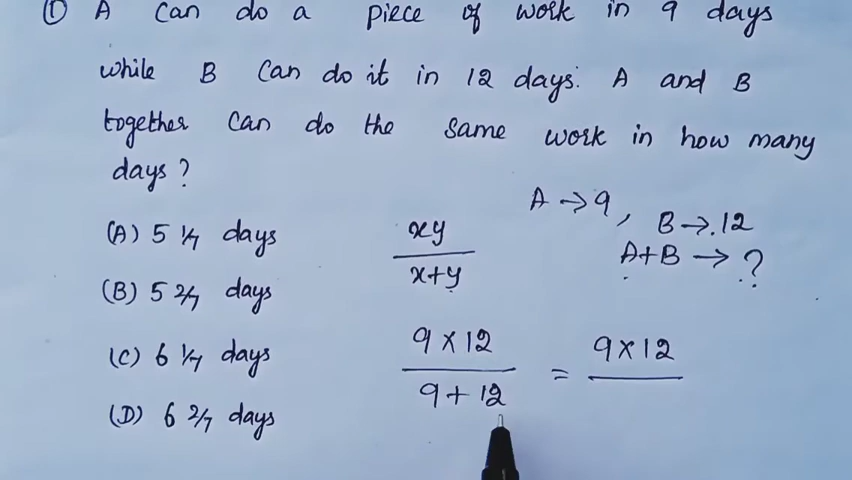 ① A can do a piece of work in 9 days
while B can do it in 12 days. A and B
together can do the same work in how many
days?
A → 9, B → 12
A+B → ?
(A) 5 1/7 days
(B) 5 2/7 days
(C) 6 1/7 days
(D) 6 2/7 days
xy
x+y
9 × 12 = 9 × 12
9 + 12